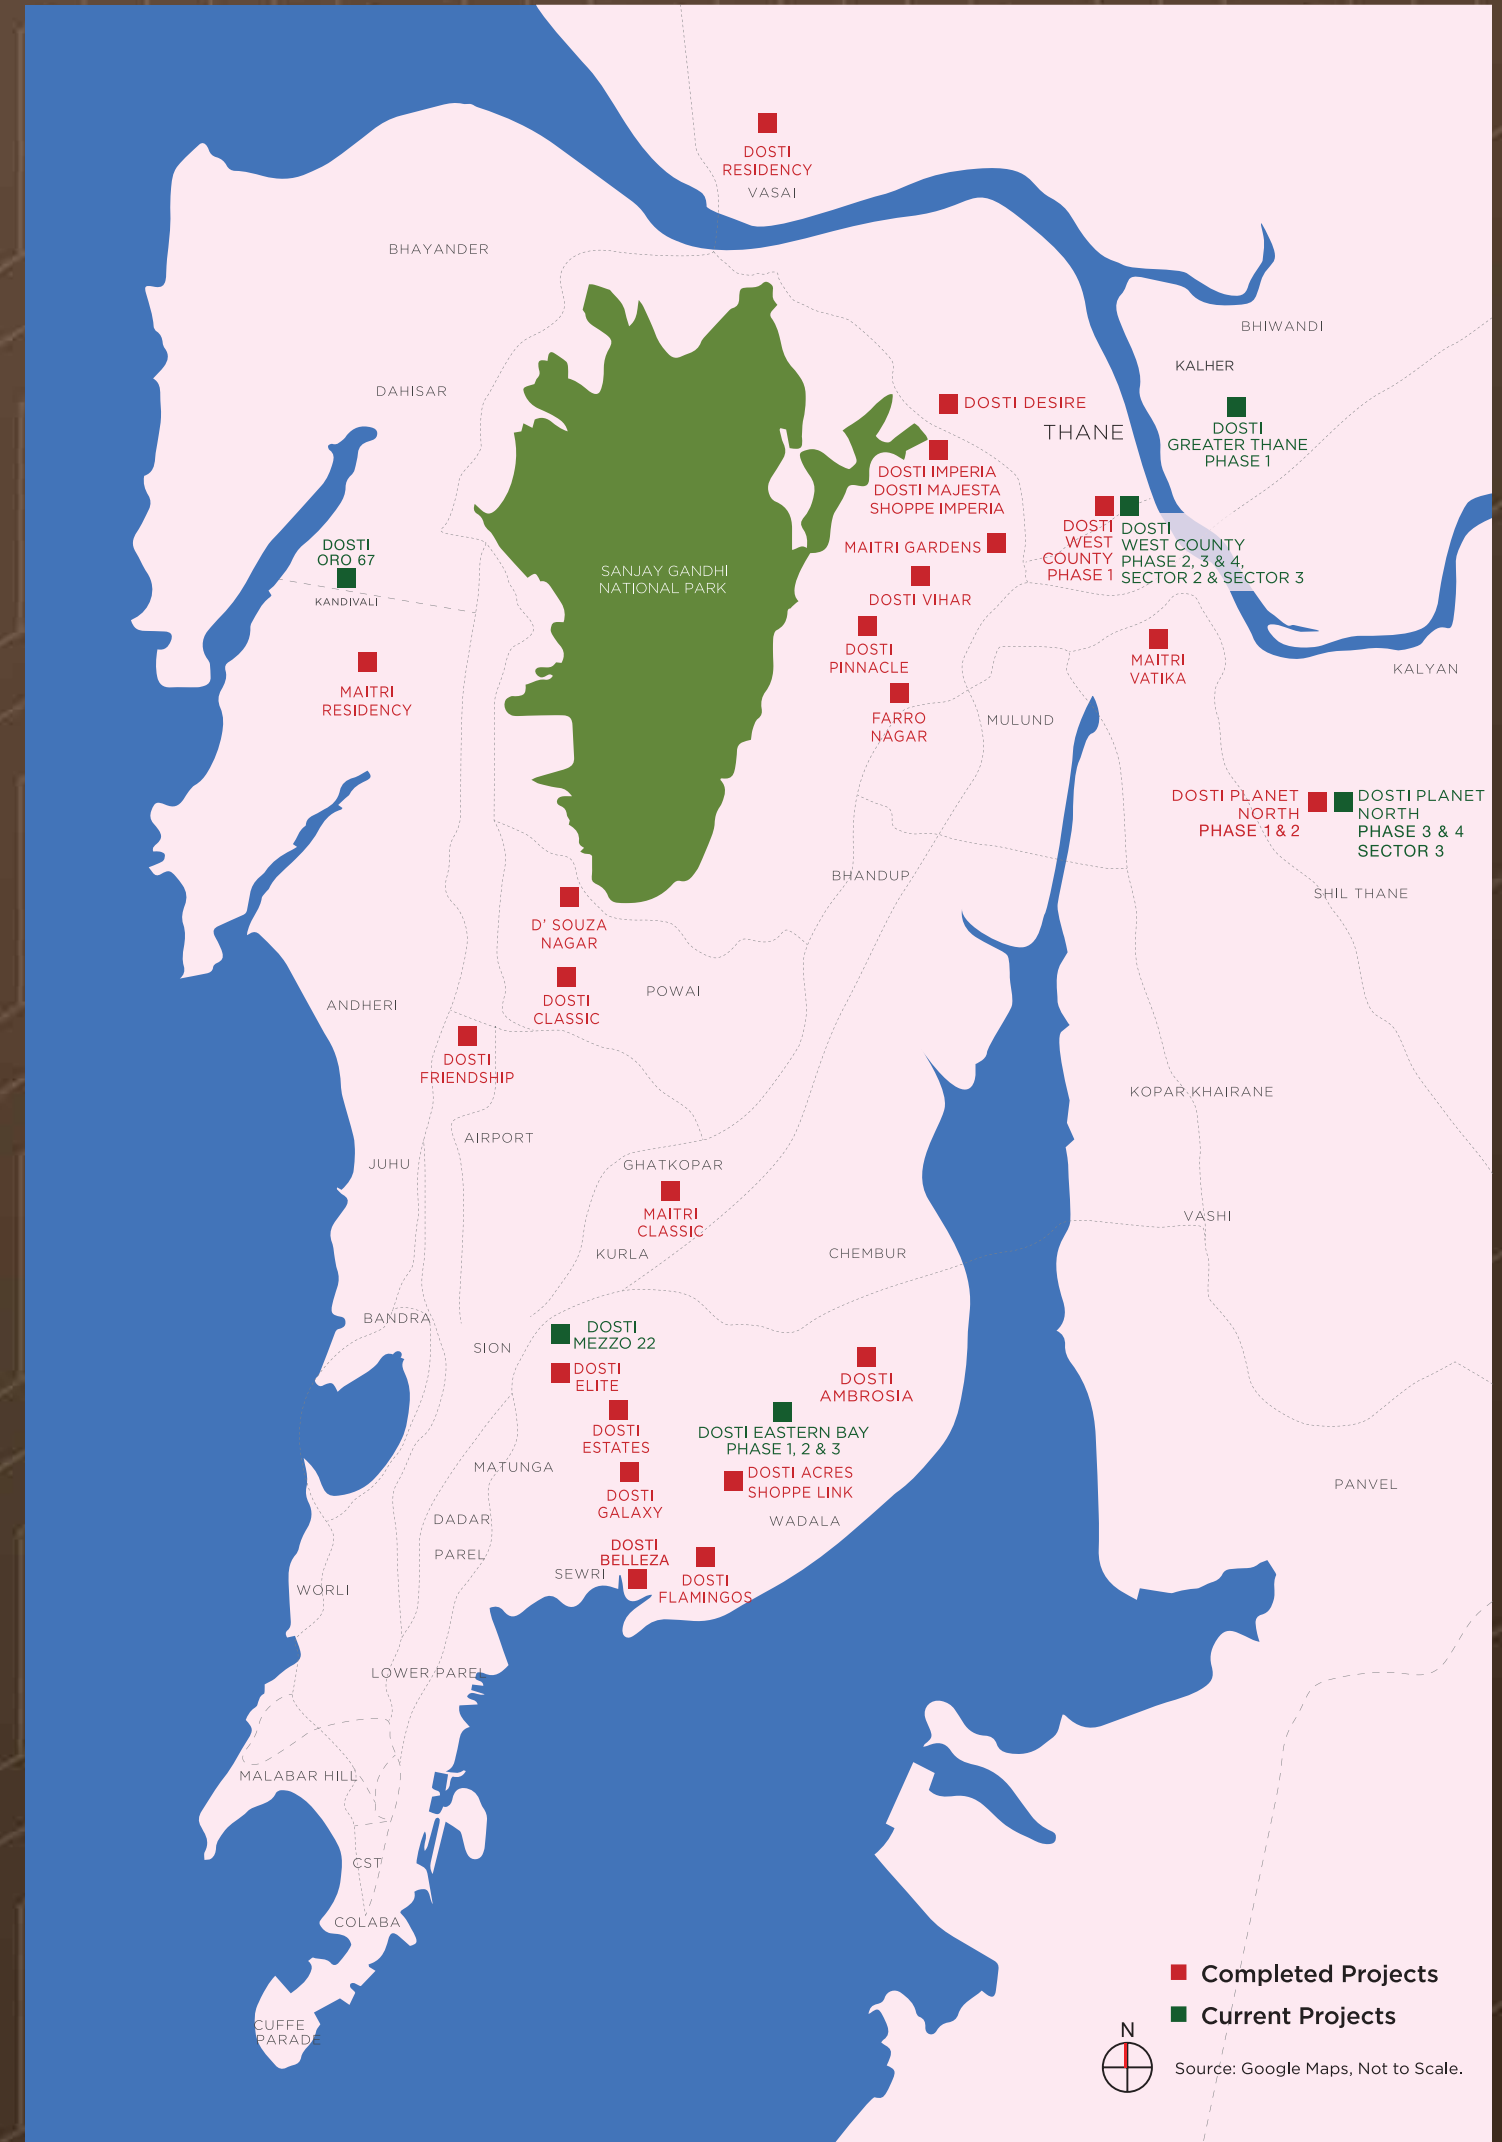 DOSTI
RESIDENCY
VASAI
BHAYANDER
BHIWANDI
KALHER
DAHISAR
DOSTI DESIRE
THANE
DOSTI
GREATER THANE
PHASE 1
DOSTI IMPERIA
DOSTI MAJESTA
SHOPPE IMPERIA
DOSTI
WEST
COUNTY
PHASE 1
DOSTI
WEST COUNTY
PHASE 2, 3 & 4,
SECTOR 2 & SECTOR 3
DOSTI
ORO 67
KANDIVALI
MAITRI GARDENS
SANJAY GANDHI
NATIONAL PARK
DOSTI VIHAR
DOSTI
PINNACLE
MAITRI
VATIKA
KALYAN
MAITRI
RESIDENCY
FARRO
NAGAR
MULUND
DOSTI PLANET
NORTH
PHASE 1 & 2
DOSTI PLANET
NORTH
PHASE 3 & 4
SECTOR 3
BHANDUP
SHIL THANE
D' SOUZA
NAGAR
POWAI
ANDHERI
DOSTI
CLASSIC
DOSTI
FRIENDSHIP
KOPAR KHAIRANE
AIRPORT
JUHU
GHATKOPAR
MAITRI
CLASSIC
VASHI
KURLA
CHEMBUR
BANDRA
DOSTI
MEZZO 22
SION
DOSTI
ELITE
DOSTI
AMBROSIA
DOSTI
ESTATES
DOSTI EASTERN BAY
PHASE 1, 2 & 3
MATUNGA
DOSTI ACRES
SHOPPE LINK
PANVEL
DOSTI
GALAXY
DADAR
WADALA
PAREL
DOSTI
BELLEZA
SEWRI
DOSTI
FLAMINGOS
WORLI
LOWER PAREL
MALABAR HILL
CST
COLABA
CUFFE
PARADE
Completed Projects
Current Projects
N
Source: Google Maps, Not to Scale.